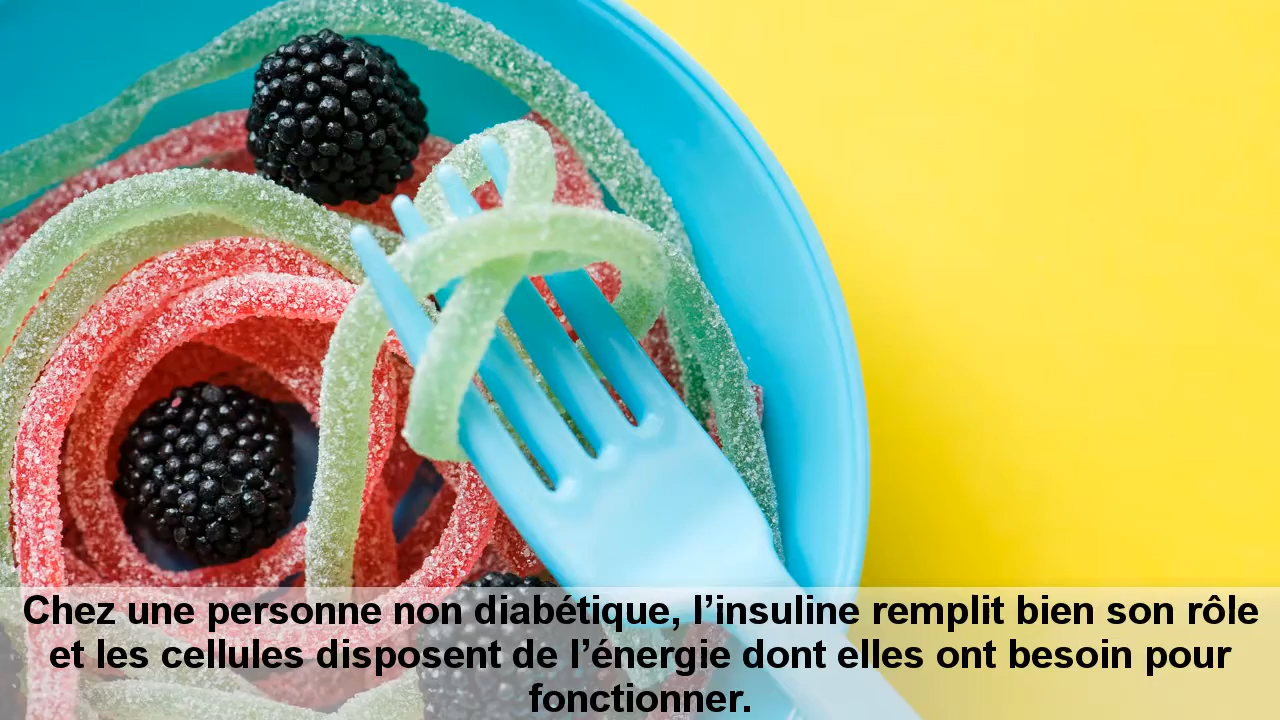 Chez une personne non diabétique, l’insuline remplit bien son rôle
et les cellules disposent de l’énergie dont elles ont besoin pour
fonctionner.